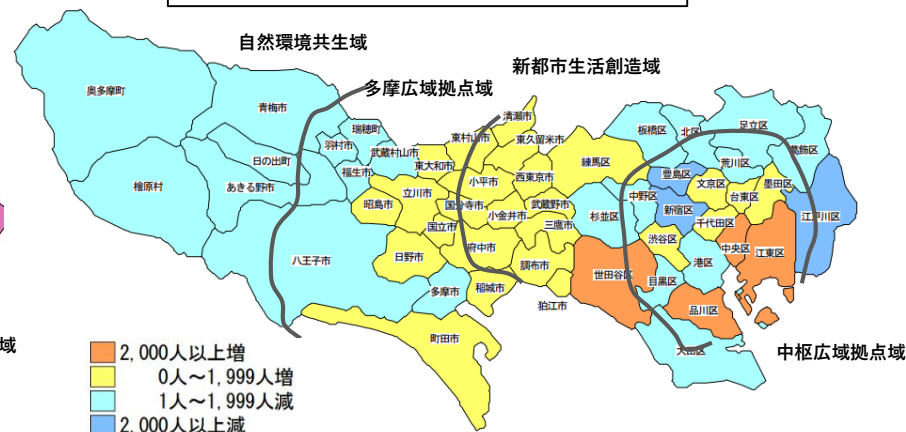 自然環境共生域
多摩広域拠点域
新都市生活創造域
奥多摩町
青梅市
瑞穂町
羽村市
武蔵村山市
日の出町
福生市
東大和市
東村山市
清瀬市
東久留米市
檜原村
あきる野市
昭島市
立川市
小平市
西東京市
練馬区
国分寺市
小金井市
武蔵野市
三鷹市
国立市
府中市
調布市
八王子市
日野市
多摩市
稲城市
狛江市
町田市
板橋区
北区
足立区
葛飾区
荒川区
豊島区
文京区
台東区
墨田区
江戸川区
中野区
杉並区
新宿区
千代田区
渋谷区
中央区
江東区
港区
世田谷区
目黒区
品川区
大田区
中枢広域拠点域
域
2,000人以上増
0人～1,999人増
1人～1,999人減
2,000人以上減